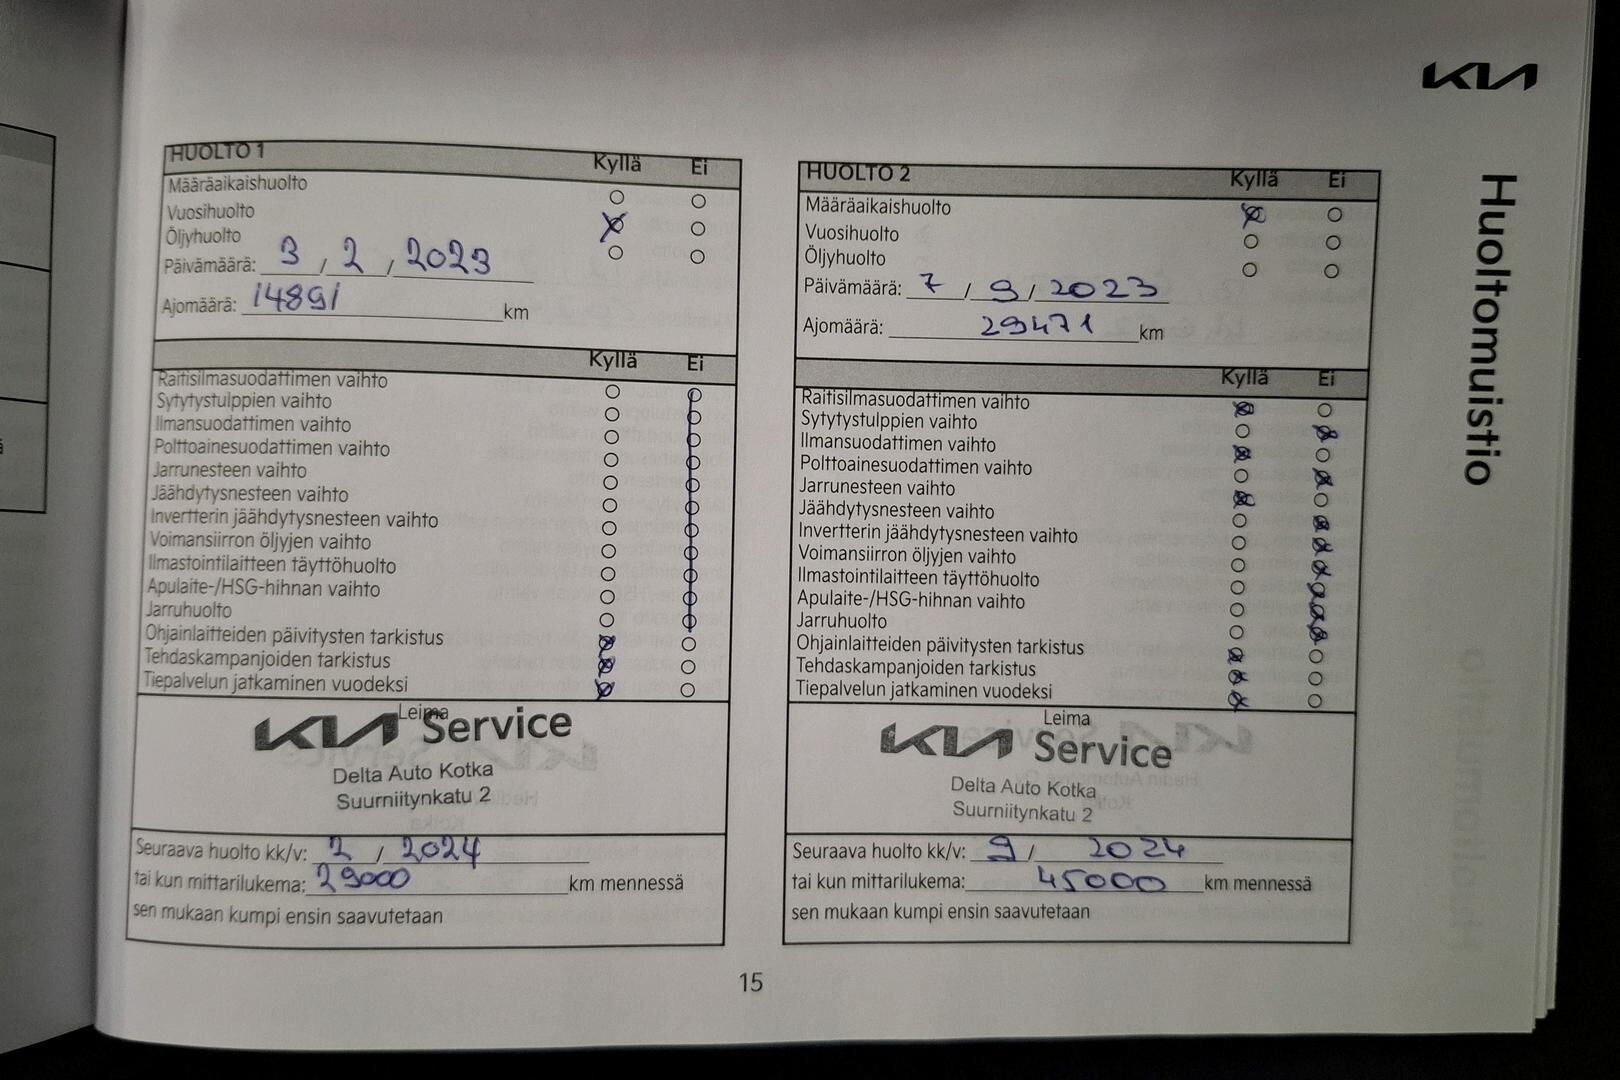 KIA
Huoltomuistio
HUOLTO 1 Kyllä Ei
Määräaikaishuolto
Vuosihuolto
Öljyhuolto
Päivämäärä: 3 / 2 / 2023
Ajomäärä: 14891 km
Kyllä Ei
Raitisilmasuodattimen vaihto
Sytytystulppien vaihto
Ilmansuodattimen vaihto
Polttoainesuodattimen vaihto
Jarrunesteen vaihto
Jäähdytysnesteen vaihto
Invertterin jäähdytysnesteen vaihto
Voimansiirron öljyjen vaihto
Ilmastointilaitteen täyttöhuolto
Apulaite-/HSG-hihnan vaihto
Jarruhuolto
Ohjainlaitteiden päivitysten tarkistus
Tehdaskampanjoiden tarkistus
Tiepalvelun jatkaminen vuodeksi
Leima
KIA Service
Delta Auto Kotka
Suurniitynkatu 2
Seuraava huolto kk/v: 2 / 2024
tai kun mittarilukema: 29000 km mennessä
sen mukaan kumpi ensin saavutetaan
HUOLTO 2 Kyllä Ei
Määräaikaishuolto
Vuosihuolto
Öljyhuolto
Päivämäärä: 7 / 9 / 2023
Ajomäärä: 29471 km
Kyllä Ei
Raitisilmasuodattimen vaihto
Sytytystulppien vaihto
Ilmansuodattimen vaihto
Polttoainesuodattimen vaihto
Jarrunesteen vaihto
Jäähdytysnesteen vaihto
Invertterin jäähdytysnesteen vaihto
Voimansiirron öljyjen vaihto
Ilmastointilaitteen täyttöhuolto
Apulaite-/HSG-hihnan vaihto
Jarruhuolto
Ohjainlaitteiden päivitysten tarkistus
Tehdaskampanjoiden tarkistus
Tiepalvelun jatkaminen vuodeksi
Leima
KIA Service
Delta Auto Kotka
Suurniitynkatu 2
Seuraava huolto kk/v: 9 / 2024
tai kun mittarilukema: 45000 km mennessä
sen mukaan kumpi ensin saavutetaan
15